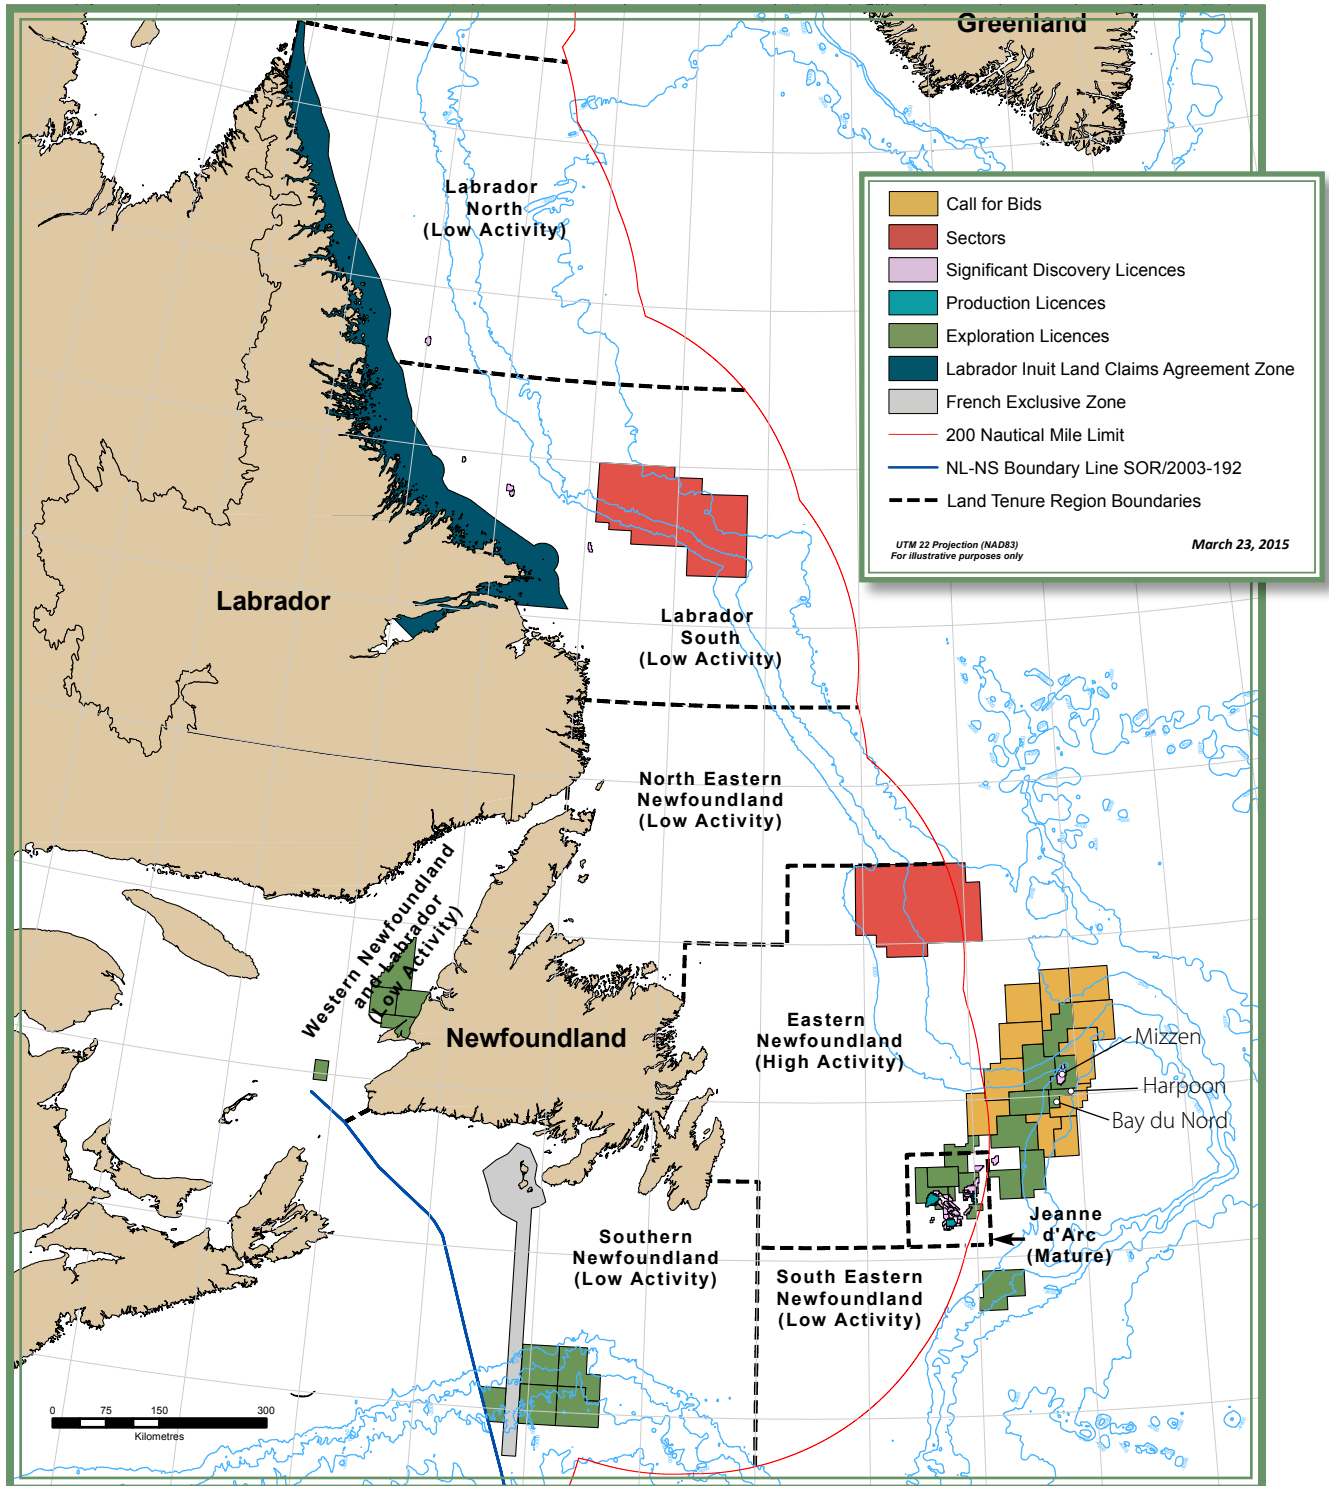 Greenland
Labrador
North
(Low Activity)
Call for Bids
Sectors
Significant Discovery Licences
Production Licences
Exploration Licences
Labrador Inuit Land Claims Agreement Zone
French Exclusive Zone
200 Nautical Mile Limit
NL-NS Boundary Line SOR/2003-192
Land Tenure Region Boundaries
UTM 22 Projection (NAD83)
For illustrative purposes only
March 23, 2015
Labrador
Labrador
South
(Low Activity)
North Eastern
Newfoundland
(Low Activity)
Western Newfoundland
and Labrador
(Low Activity)
Newfoundland
Eastern
Newfoundland
(High Activity)
Mizzen
Harpoon
Bay du Nord
Jeanne
d'Arc
(Mature)
Southern
Newfoundland
(Low Activity)
South Eastern
Newfoundland
(Low Activity)
0 75 150 300
Kilometres